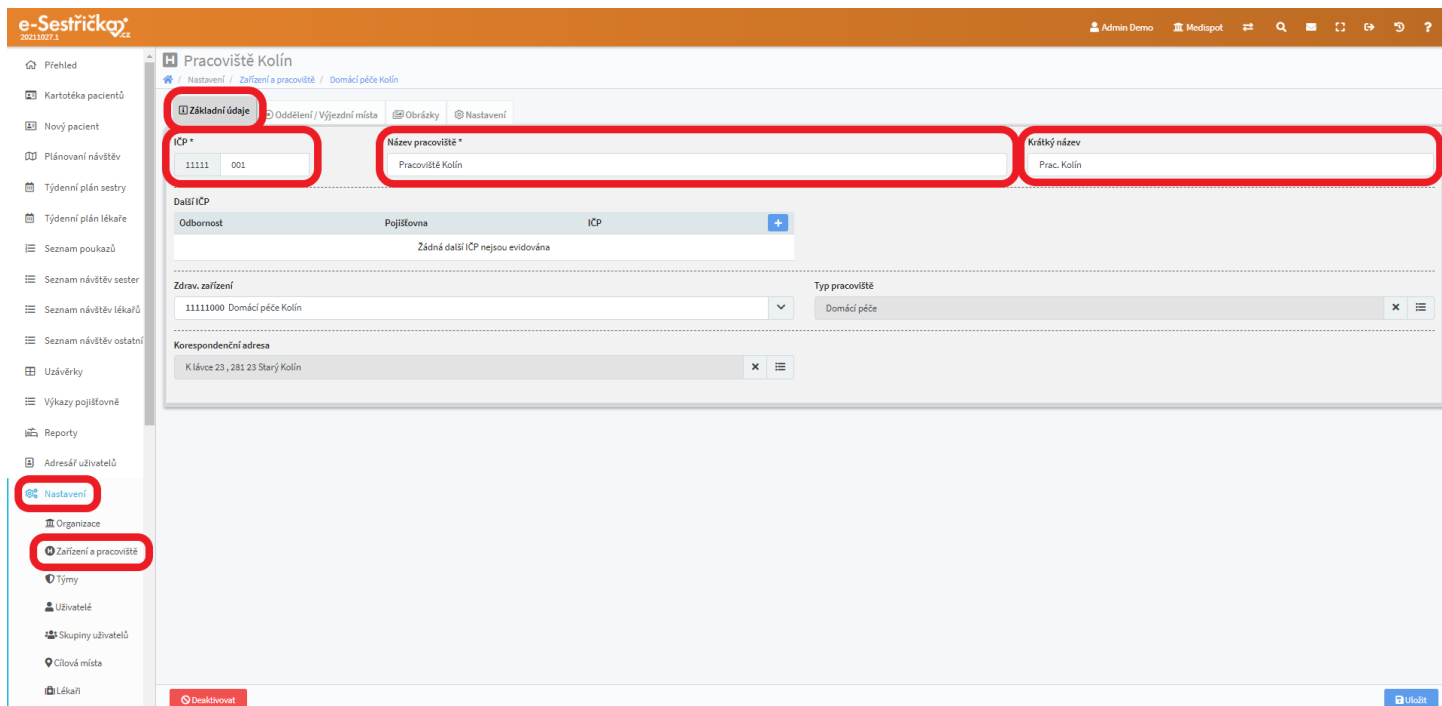 e-Sestřička.cz
20211027.1
Admin Demo
Medispot
?
Přehled
Kartotéka pacientů
Nový pacient
Plánovaní návštěv
Týdenní plán sestry
Týdenní plán lékaře
Seznam poukazů
Seznam návštěv sester
Seznam návštěv lékařů
Seznam návštěv ostatní
Uzávěrky
Výkazy pojišťovně
Reporty
Adresář uživatelů
Nastavení
Organizace
Zařízení a pracoviště
Týmy
Uživatelé
Skupiny uživatelů
Cílová místa
Lékaři
H Pracoviště Kolín
/ Nastavení / Zařízení a pracoviště / Domácí péče Kolín
Základní údaje Oddělení / Výjezdní místa Obrázky Nastavení
IČP * Název pracoviště * Krátký název
11111 001 Pracoviště Kolín Prac. Kolín
Další IČP
Odbornost Pojišťovna IČP +
Žádná další IČP nejsou evidována
Zdrav. zařízení Typ pracoviště
11111000 Domácí péče Kolín Domácí péče
Korespondenční adresa
K lávce 23 , 281 23 Starý Kolín
Deaktivovat Uložit